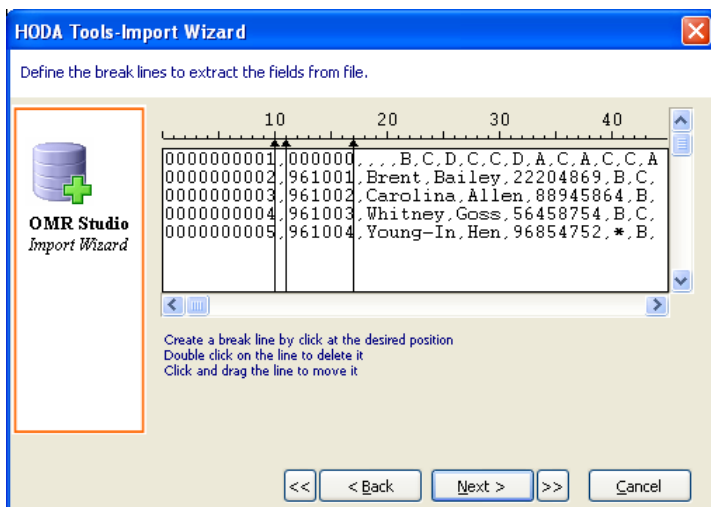 HODA Tools-Import Wizard
Define the break lines to extract the fields from file.
10 20 30 40
0000000001,000000,,,,B,C,D,C,C,D,A,C,A,C,C,A
0000000002,961001,Brent,Bailey,22204869,B,C,
0000000003,961002,Carolina,Allen,88945864,B,
0000000004,961003,Whitney,Goss,56458754,B,C,
0000000005,961004,Young-In,Hen,96854752,*,B,
OMR Studio
Import Wizard
Create a break line by click at the desired position
Double click on the line to delete it
Click and drag the line to move it
<< < Back Next > >> Cancel